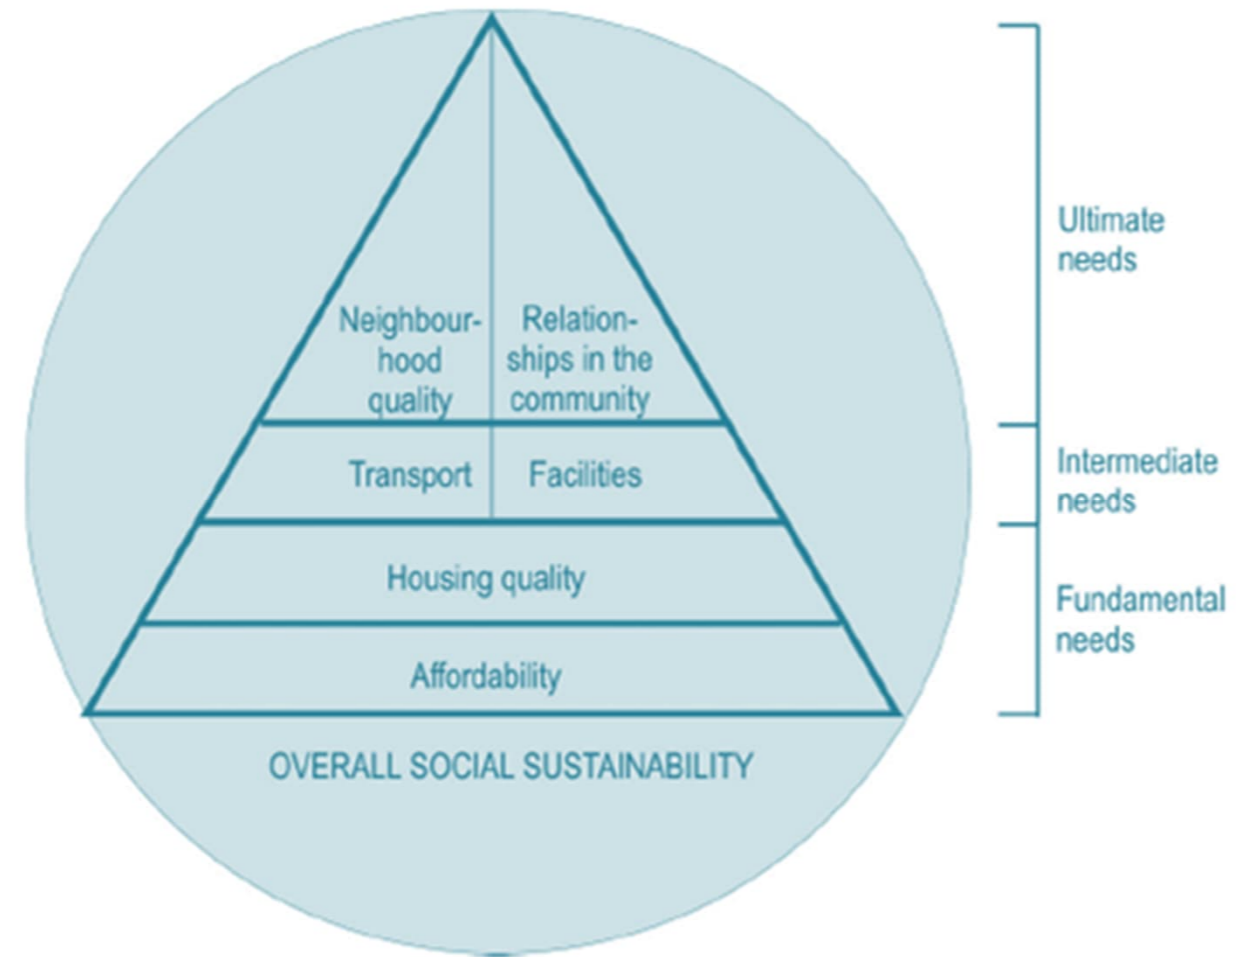 Neighbour-
hood
quality
Relation-
ships in the
community
Transport
Facilities
Housing quality
Affordability
OVERALL SOCIAL SUSTAINABILITY
Ultimate
needs
Intermediate
needs
Fundamental
needs